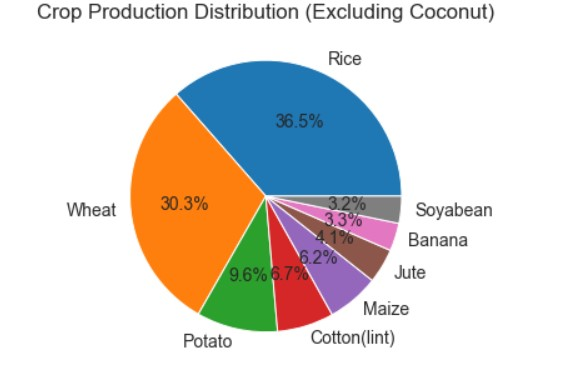 Crop Production Distribution (Excluding Coconut)
Rice
36.5%
Wheat
30.3%
Potato
9.6%
Cotton(lint)
6.7%
Maize
6.2%
Jute
4.1%
Banana
3.3%
Soyabean
3.2%